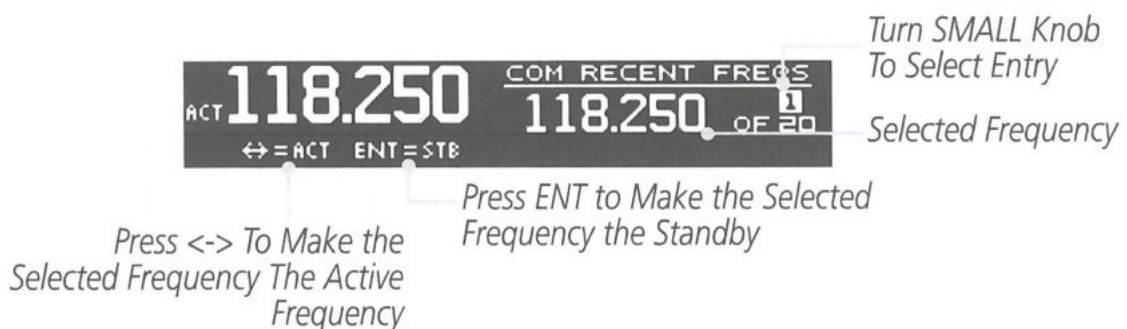 Turn SMALL Knob
To Select Entry
COM RECENT FREQS
ACT 118.250
118.250
1
OF 20
Selected Frequency
↔=ACT ENT=STB
Press ENT to Make the Selected
Frequency the Standby
Press <-> To Make the
Selected Frequency The Active
Frequency